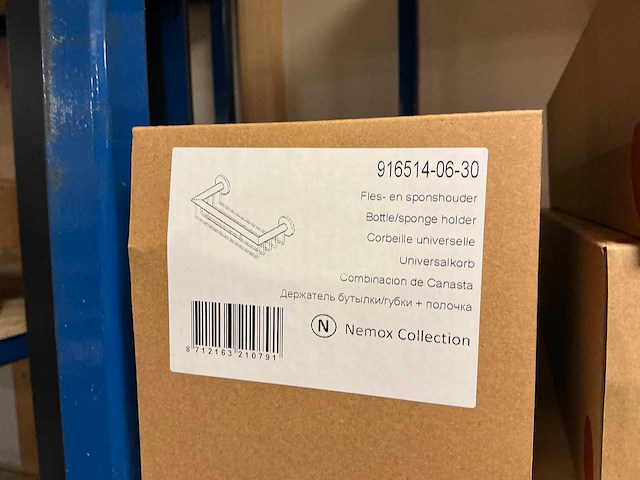 916514-06-30
Fles- en sponshouder
Bottle/sponge holder
Corbeille universelle
Universalkorb
Combinacion de Canasta
Держатель бутылки/губки + полочка
N Nemox Collection
8 712163 210791